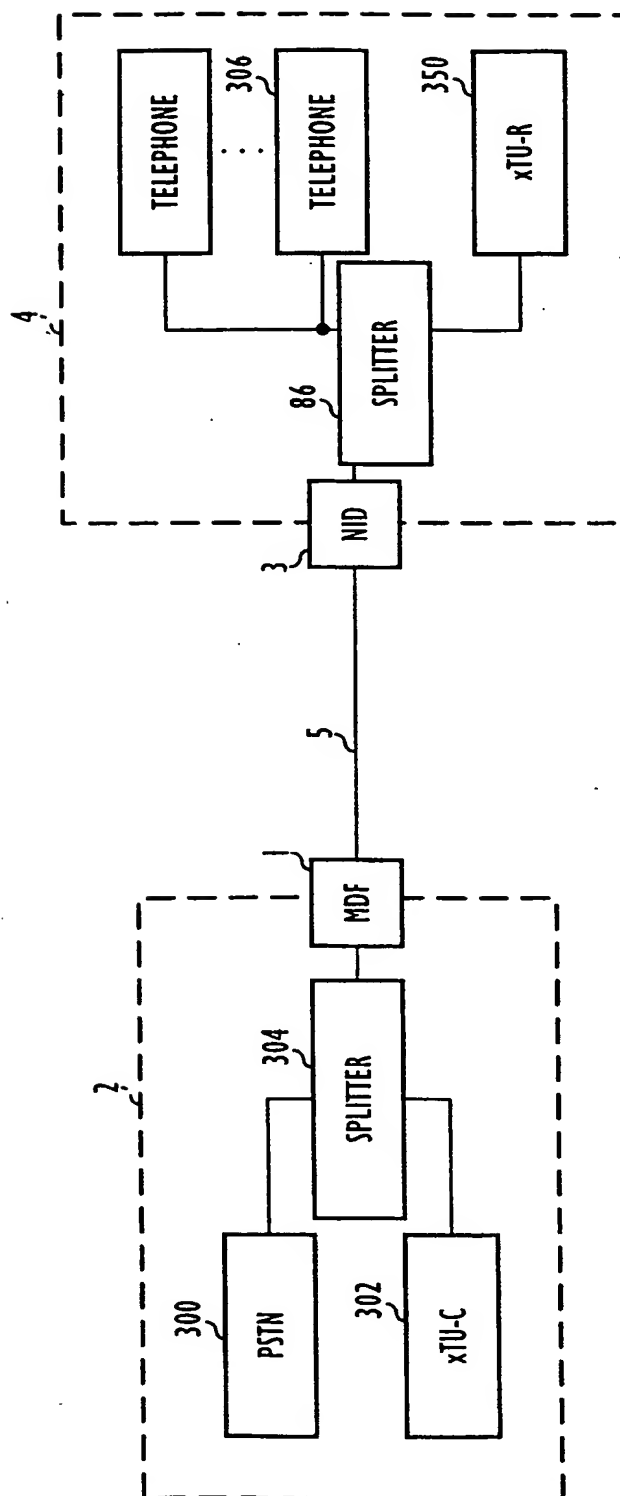 2
300
PSTN
302
xTU-C
304
SPLITTER
1
MDF
5
3
NID
4
86
SPLITTER
TELEPHONE
306
TELEPHONE
350
xTU-R